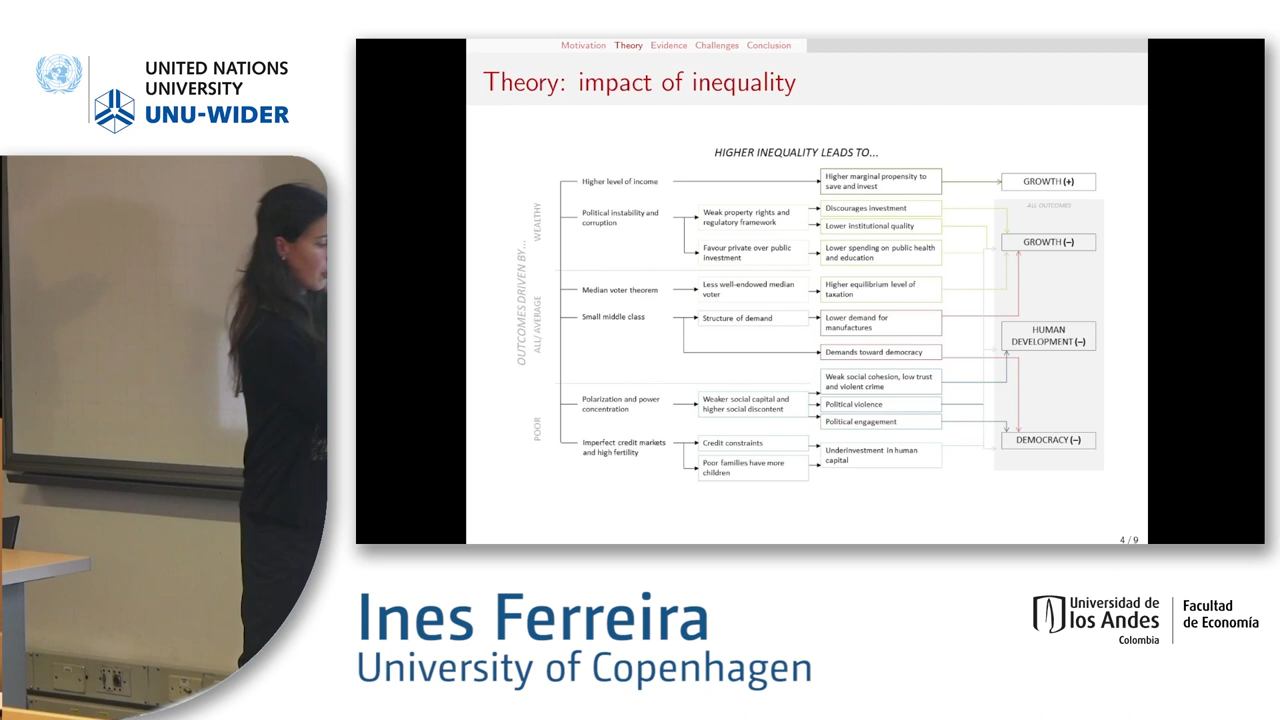 UNITED NATIONS
UNIVERSITY
UNU-WIDER
Motivation Theory Evidence Challenges Conclusion
Theory: impact of inequality
HIGHER INEQUALITY LEADS TO...
OUTCOMES DRIVEN BY...
WEALTHY
ALL/ AVERAGE
POOR
Higher level of income
Higher marginal propensity to
save and invest
GROWTH (+)
Political instability and
corruption
Weak property rights and
regulatory framework
Discourages investment
Lower institutional quality
Favour private over public
investment
Lower spending on public health
and education
ALL OUTCOMES
GROWTH (–)
Median voter theorem
Less well-endowed median
voter
Higher equilibrium level of
taxation
Small middle class
Structure of demand
Lower demand for
manufactures
Demands toward democracy
HUMAN
DEVELOPMENT (–)
Polarization and power
concentration
Weaker social capital and
higher social discontent
Weak social cohesion, low trust
and violent crime
Political violence
Political engagement
DEMOCRACY (–)
Imperfect credit markets
and high fertility
Credit constraints
Poor families have more
children
Underinvestment in human
capital
4 / 9
Ines Ferreira
University of Copenhagen
Universidad de
los Andes
Colombia
Facultad
de Economía